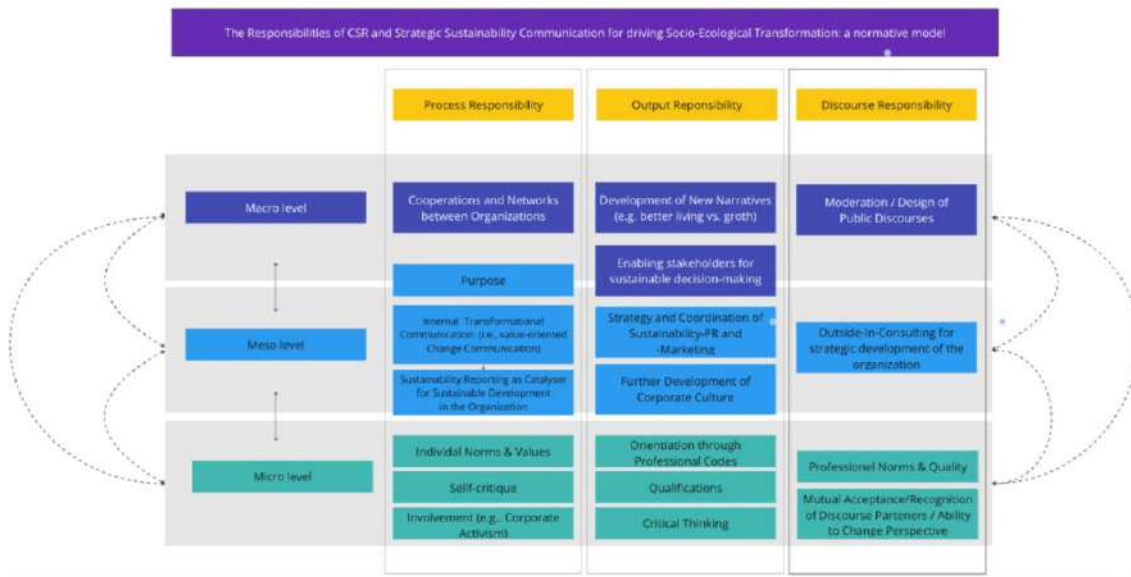 The Responsibilities of CSR and Strategic Sustainability Communication for driving Socio-Ecological Transformation: a normative model
Process Responsibility
Output Reponsibility
Discourse Responsibility
Macro level
Cooperations and Networks
between Organizations
Development of New Narratives
(e.g. better living vs. groth)
Moderation / Design of
Public Discourses
Enabling stakeholders for
sustainable decision-making
Purpose
Meso level
Internal Transformational
Communication (i.e., value-oriented
Change Communication)
Strategy and Coordination of
Sustainability-PR and
-Marketing
Outside-In-Consulting for
strategic development of the
organization
Sustainability Reporting as Catalyser
for Sustainable Development
in the Organization
Further Development of
Corporate Culture
Micro level
Individal Norms & Values
Orientiation through
Professional Codes
Professionel Norms & Quality
Sellf-critique
Qualifications
Involvement (e.g., Corporate
Activism)
Critical Thinking
Mutual Acceptance/Recognition
of Discourse Parteners / Ability
to Change Perspective